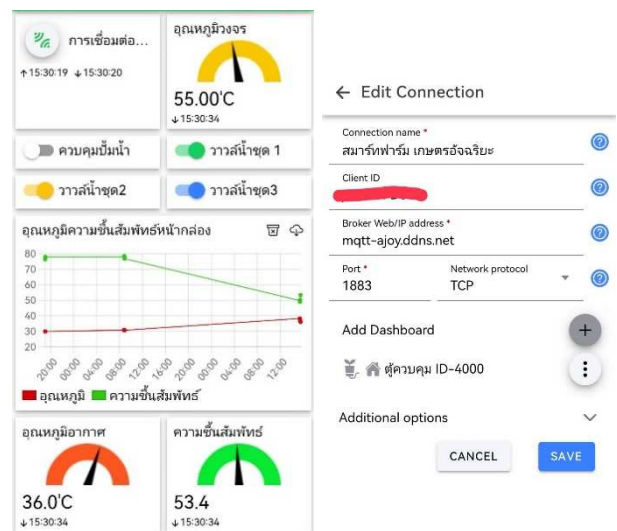 การเชื่อมต่อ...
↑15:30:19 ↓15:30:20
อุณหภูมิวงจร
55.00'C
↓15:30:34
ควบคุมปั๊มน้ำ
วาวล์น้ำชุด 1
วาวล์น้ำชุด2
วาวล์น้ำชุด3
อุณหภูมิความชื้นสัมพัทธ์หน้ากล่อง
80
70
60
50
40
30
20
20:00 00:00 04:00 08:00 12:00 16:00 20:00 00:00 04:00 08:00 12:00
อุณหภูมิ ความชื้นสัมพัทธ์
อุณหภูมิอากาศ
36.0'C
↓15:30:34
ความชื้นสัมพัทธ์
53.4
↓15:30:34
← Edit Connection
Connection name *
สมาร์ทฟาร์ม เกษตรอัจฉริยะ
Client ID
Broker Web/IP address *
mqtt-ajoy.ddns.net
Port *
1883
Network protocol
TCP
Add Dashboard
ตู้ควบคุม ID-4000
Additional options
CANCEL SAVE